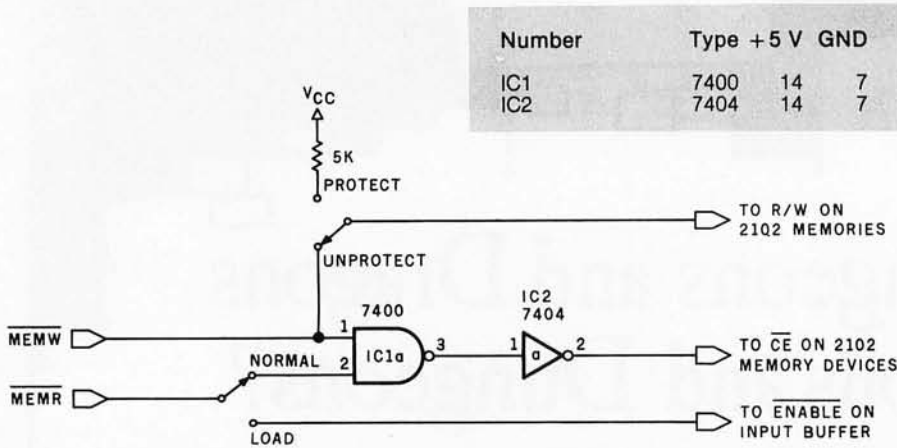 Number Type +5 V GND
IC1 7400 14 7
IC2 7404 14 7
VCC
5K
PROTECT
TO R/W ON
2102 MEMORIES
UNPROTECT
7400
IC2
7404
MEMW
1
IC1a
3
1
a
2
TO CE ON 2102
MEMORY DEVICES
NORMAL
2
MEMR
LOAD
TO ENABLE ON
INPUT BUFFER